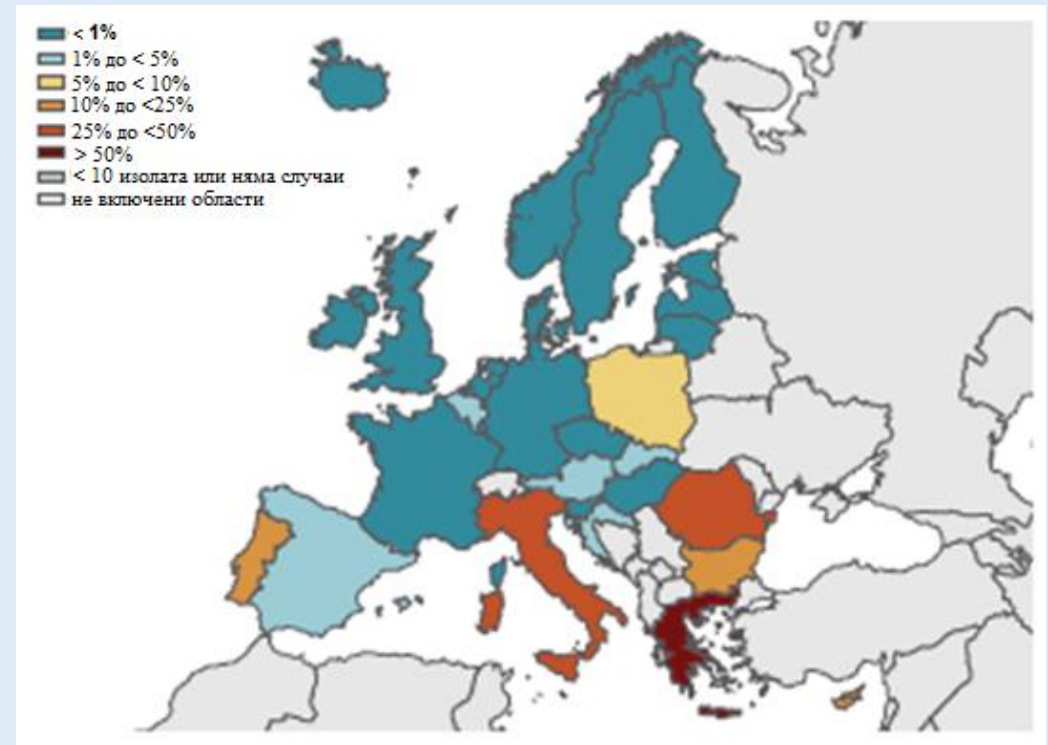 < 1%
1% до < 5%
5% до < 10%
10% до <25%
25% до <50%
> 50%
< 10 изолата или няма случаи
не включени области